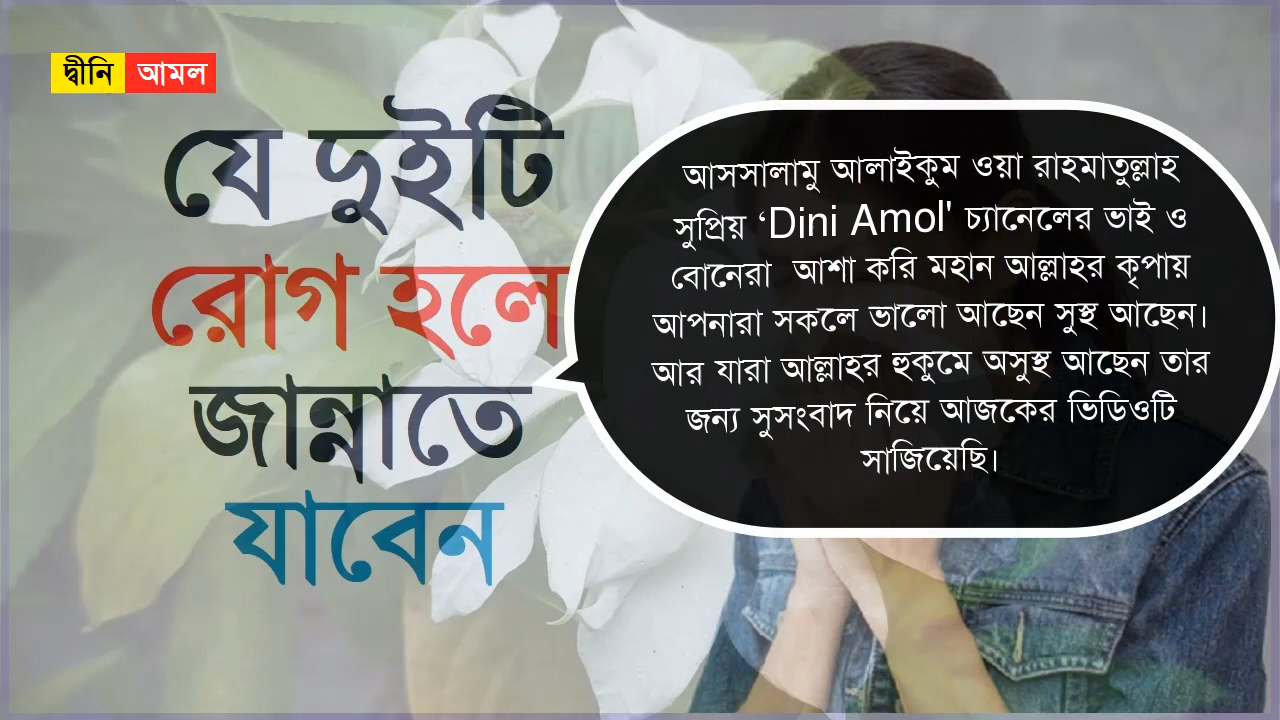 দ্বীনি আমল
যে দুইটি
রোগ হলে
জান্নাতে
যাবেন
আসসালামু আলাইকুম ওয়া রাহমাতুল্লাহ
সুপ্রিয় ‘Dini Amol' চ্যানেলের ভাই ও
বোনেরা আশা করি মহান আল্লাহর কৃপায়
আপনারা সকলে ভালো আছেন সুস্থ আছেন।
আর যারা আল্লাহর হুকুমে অসুস্থ আছেন তার
জন্য সুসংবাদ নিয়ে আজকের ভিডিওটি
সাজিয়েছি।